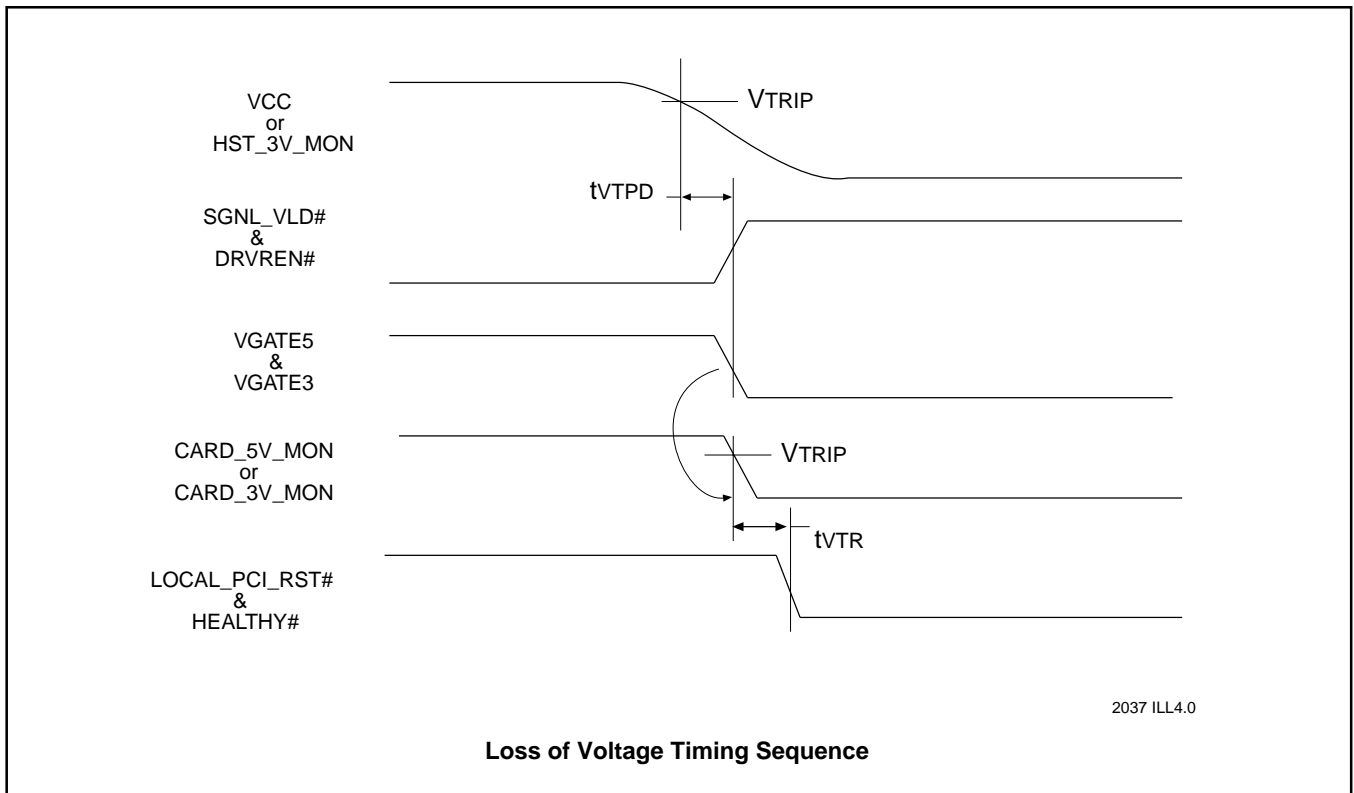 VCC
or
HST_3V_MON
VTRIP
tVTPD
SGNL_VLD#
&
DRVREN#
VGATE5
&
VGATE3
CARD_5V_MON
or
CARD_3V_MON
VTRIP
tVTR
LOCAL_PCI_RST#
&
HEALTHY#
2037 ILL4.0
Loss of Voltage Timing Sequence